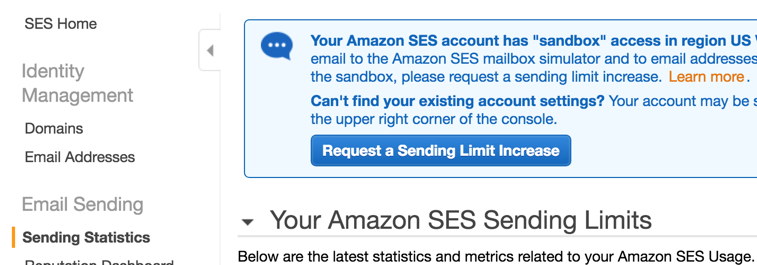 SES Home
Identity
Management
Domains
Email Addresses
Email Sending
Sending Statistics
Reputation Dashboard
Your Amazon SES account has "sandbox" access in region US
email to the Amazon SES mailbox simulator and to email addresses
the sandbox, please request a sending limit increase. Learn more.
Can't find your existing account settings? Your account may be
the upper right corner of the console.
Request a Sending Limit Increase
Your Amazon SES Sending Limits
Below are the latest statistics and metrics related to your Amazon SES Usage.